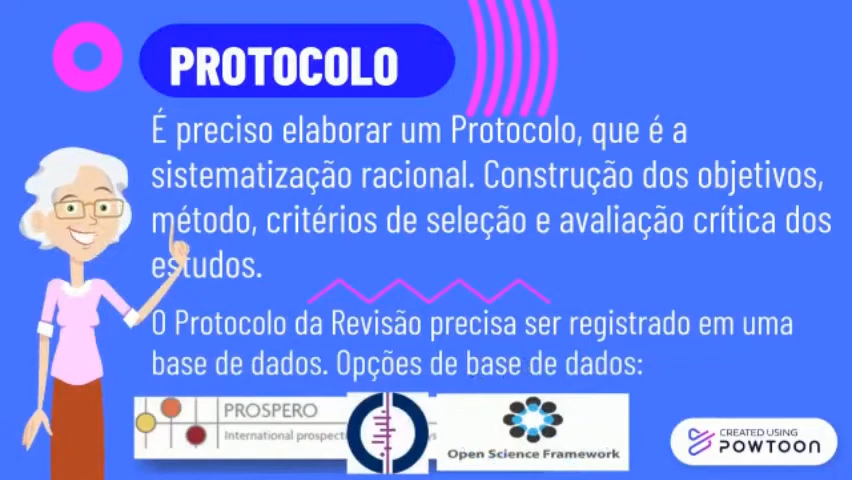 PROTOCOLO
É preciso elaborar um Protocolo, que é a
sistematização racional. Construção dos objetivos,
método, critérios de seleção e avaliação crítica dos
estudos.
O Protocolo da Revisão precisa ser registrado em uma
base de dados. Opções de base de dados:
PROSPERO
International
Open Science Framework
CREATED USING
POWTOON